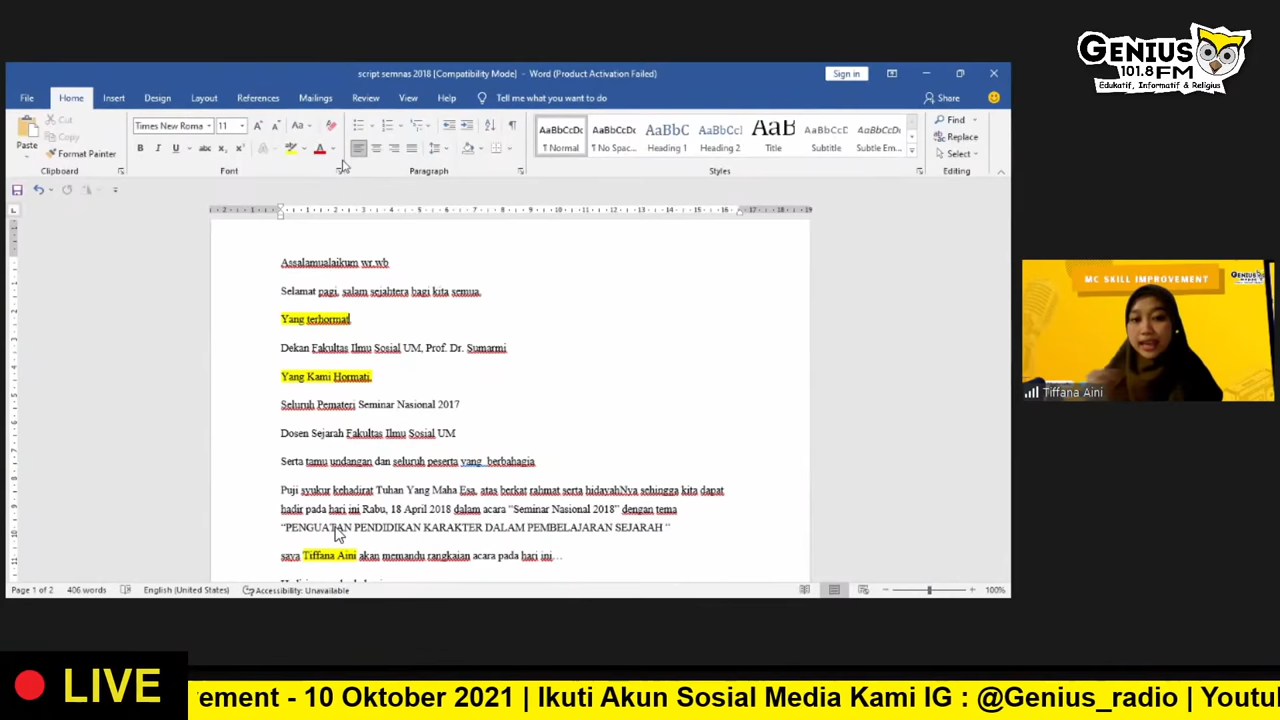 GENIUS
101.8 FM
Edukatif, Informatif & Religius
script semnas 2018 [Compatibility Mode] - Word (Product Activation Failed)
Sign in
File Home Insert Design Layout References Mailings Review View Help Tell me what you want to do
Share
Paste
Cut
Copy
Format Painter
Clipboard
Times New Roma 11
Font
Paragraph
AaBbCcDc AaBbCcDc AaBbC AaBbCcI AaB AaBbCcD AaBbCcDc
¶ Normal ¶ No Spac... Heading 1 Heading 2 Title Subtitle Subtle Em...
Styles
Find
Replace
Select
Editing
Assalamualaikum wr.wb
Selamat pagi, salam sejahtera bagi kita semua,
Yang terhormat
Dekan Fakultas Ilmu Sosial UM, Prof. Dr. Sumarmi
Yang Kami Hormati,
Seluruh Pemateri Seminar Nasional 2017
Dosen Sejarah Fakultas Ilmu Sosial UM
Serta tamu undangan dan seluruh peserta yang berbahagia
Puji syukur kehadirat Tuhan Yang Maha Esa, atas berkat rahmat serta hidayahNya sehingga kita dapat
hadir pada hari ini Rabu, 18 April 2018 dalam acara "Seminar Nasional 2018" dengan tema
"PENGUATAN PENDIDIKAN KARAKTER DALAM PEMBELAJARAN SEJARAH "
saya Tiffana Aini akan memandu rangkaian acara pada hari ini…
Page 1 of 2 406 words English (United States) Accessibility: Unavailable 100%
MC SKILL IMPROVEMENT
Tiffana Aini
LIVE
ement - 10 Oktober 2021 | Ikuti Akun Sosial Media Kami IG : @Genius_radio | Youtu